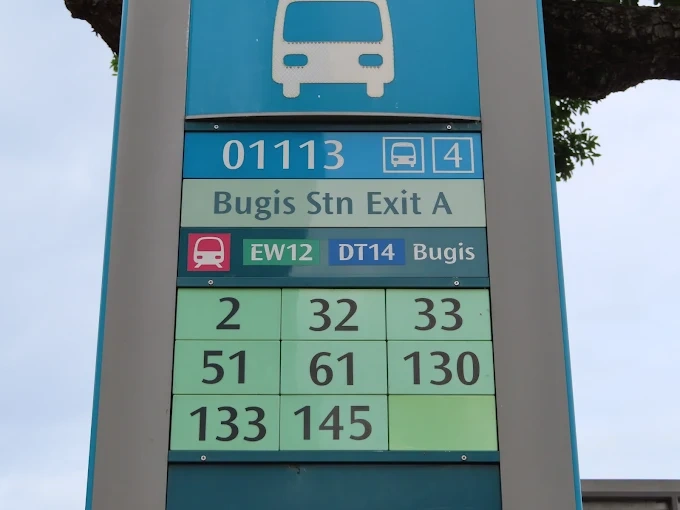 01113 4
Bugis Stn Exit A
EW12 DT14 Bugis
2 32 33
51 61 130
133 145